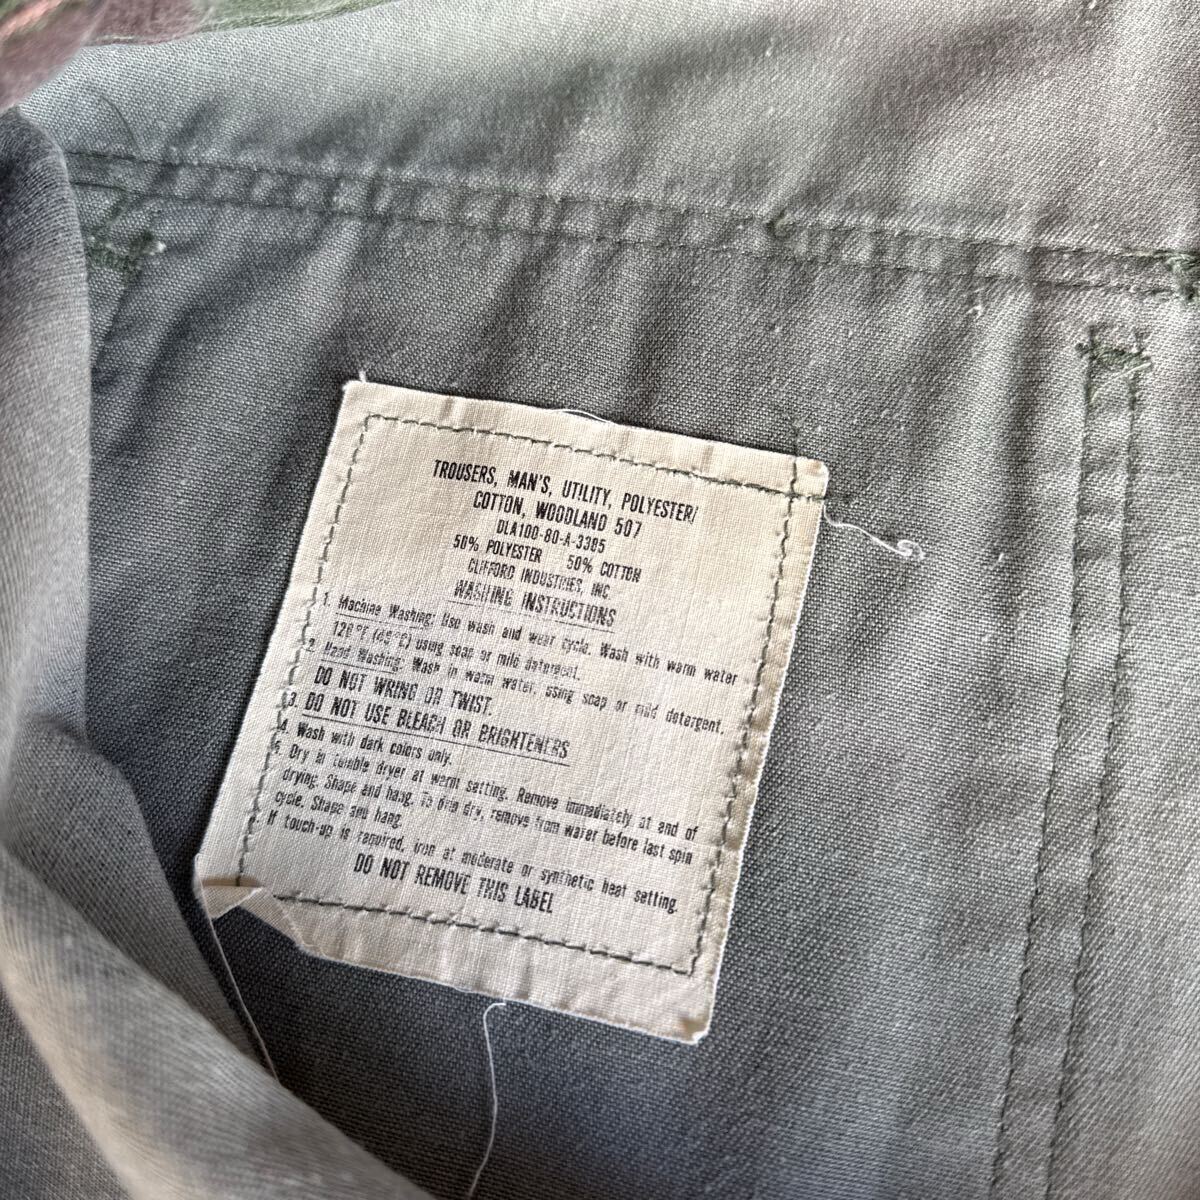 TROUSERS, MAN'S, UTILITY, POLYESTER/
COTTON, WOODLAND 507
DLA100-80-A-3385
50% POLYESTER 50% COTTON
CLIFFORD INDUSTRIES, INC
WASHING INSTRUCTIONS
1. Machine Washing: Use wash and wear cycle. Wash with warm water
120°F (49°C) using soap or mild detergent.
2. Hand Washing: Wash in warm water, using soap or mild detergent.
DO NOT WRING OR TWIST.
3. DO NOT USE BLEACH OR BRIGHTENERS
4. Wash with dark colors only.
5. Dry in tumble dryer at warm setting. Remove immediately at end of
drying. Shape and hang. To drip dry, remove from water before last spin
cycle. Shape and hang.
If touch-up is required, iron at moderate or synthetic heat setting.
DO NOT REMOVE THIS LABEL